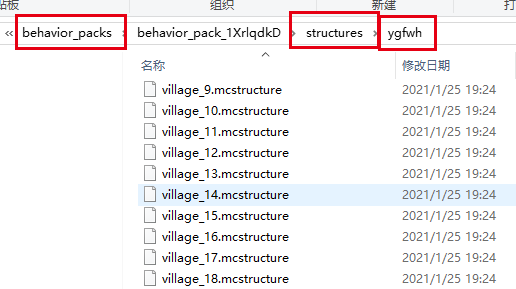 贴板 组织 新建 打
« behavior_packs › behavior_pack_1XrlqdkD › structures › ygfwh
名称 修改日期
village_9.mcstructure 2021/1/25 19:24
village_10.mcstructure 2021/1/25 19:24
village_11.mcstructure 2021/1/25 19:24
village_12.mcstructure 2021/1/25 19:24
village_13.mcstructure 2021/1/25 19:24
village_14.mcstructure 2021/1/25 19:24
village_15.mcstructure 2021/1/25 19:24
village_16.mcstructure 2021/1/25 19:24
village_17.mcstructure 2021/1/25 19:24
village_18.mcstructure 2021/1/25 19:24